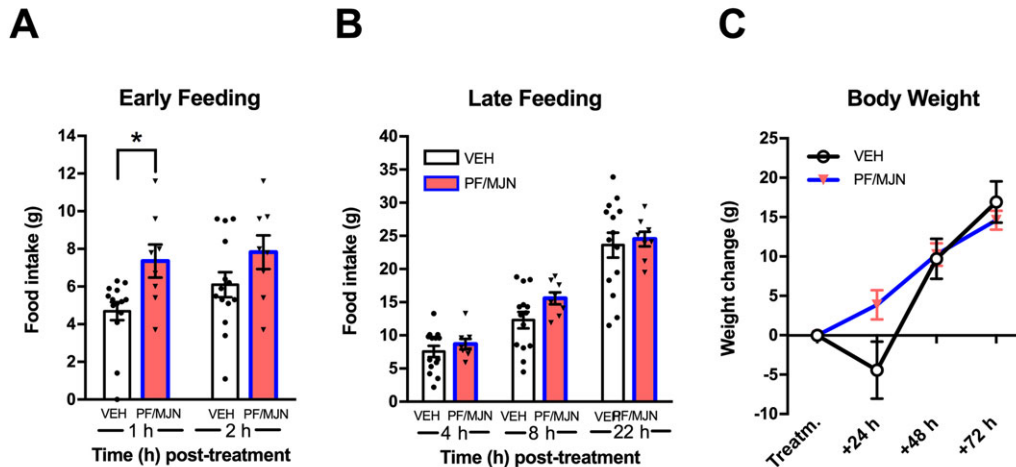 A
Early Feeding
Food intake (g)
14
12
10
8
6
4
2
0
*
VEH PF/MJN VEH PF/MJN
1 h 2 h
Time (h) post-treatment
B
Late Feeding
Food intake (g)
40
35
30
25
20
15
10
5
0
VEH
PF/MJN
VEH PF/MJN VEH PF/MJN VEH PF/MJN
4 h 8 h 22 h
Time (h) post-treatment
C
Body Weight
Weight change (g)
25
20
15
10
5
0
-5
-10
VEH
PF/MJN
Treatm. +24 h +48 h +72 h